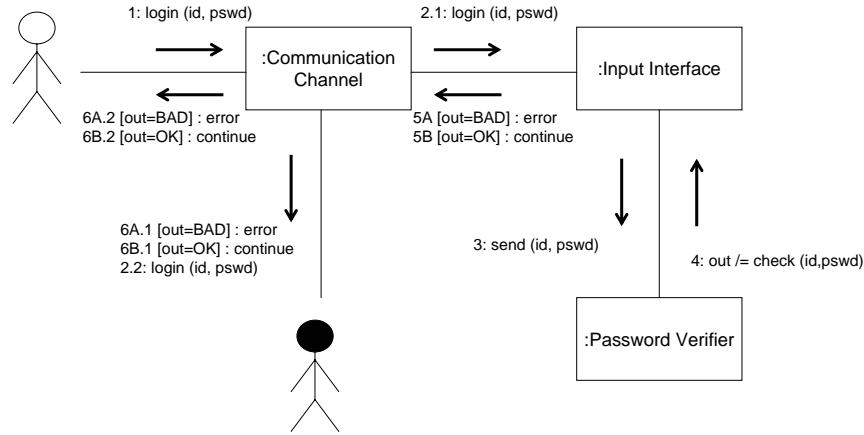 1: login (id, pswd)
2.1: login (id, pswd)
:Communication
Channel
:Input Interface
6A.2 [out=BAD] : error
6B.2 [out=OK] : continue
5A [out=BAD] : error
5B [out=OK] : continue
6A.1 [out=BAD] : error
6B.1 [out=OK] : continue
2.2: login (id, pswd)
3: send (id, pswd)
4: out /= check (id,pswd)
:Password Verifier